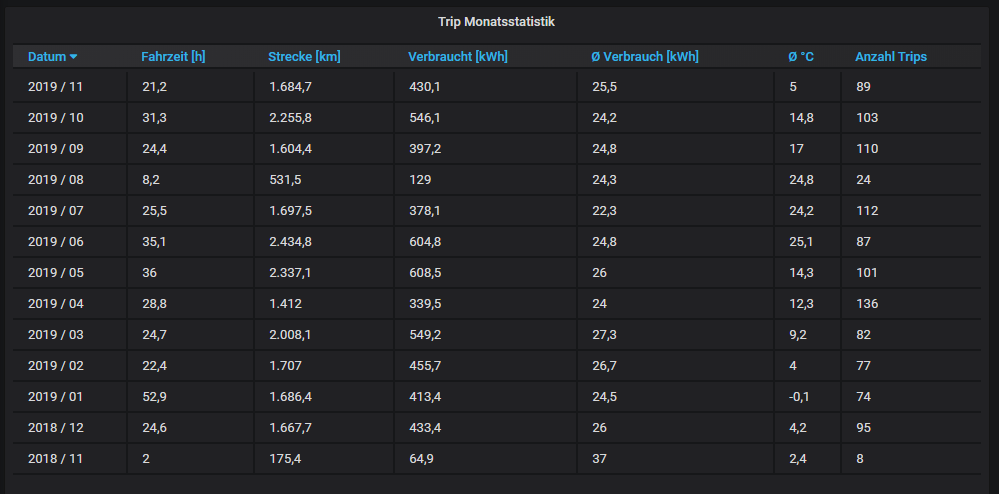 Trip Monatsstatistik
Datum Fahrzeit [h] Strecke [km] Verbraucht [kWh] Ø Verbrauch [kWh] Ø °C Anzahl Trips
2019 / 11 21,2 1.684,7 430,1 25,5 5 89
2019 / 10 31,3 2.255,8 546,1 24,2 14,8 103
2019 / 09 24,4 1.604,4 397,2 24,8 17 110
2019 / 08 8,2 531,5 129 24,3 24,8 24
2019 / 07 25,5 1.697,5 378,1 22,3 24,2 112
2019 / 06 35,1 2.434,8 604,8 24,8 25,1 87
2019 / 05 36 2.337,1 608,5 26 14,3 101
2019 / 04 28,8 1.412 339,5 24 12,3 136
2019 / 03 24,7 2.008,1 549,2 27,3 9,2 82
2019 / 02 22,4 1.707 455,7 26,7 4 77
2019 / 01 52,9 1.686,4 413,4 24,5 -0,1 74
2018 / 12 24,6 1.667,7 433,4 26 4,2 95
2018 / 11 2 175,4 64,9 37 2,4 8